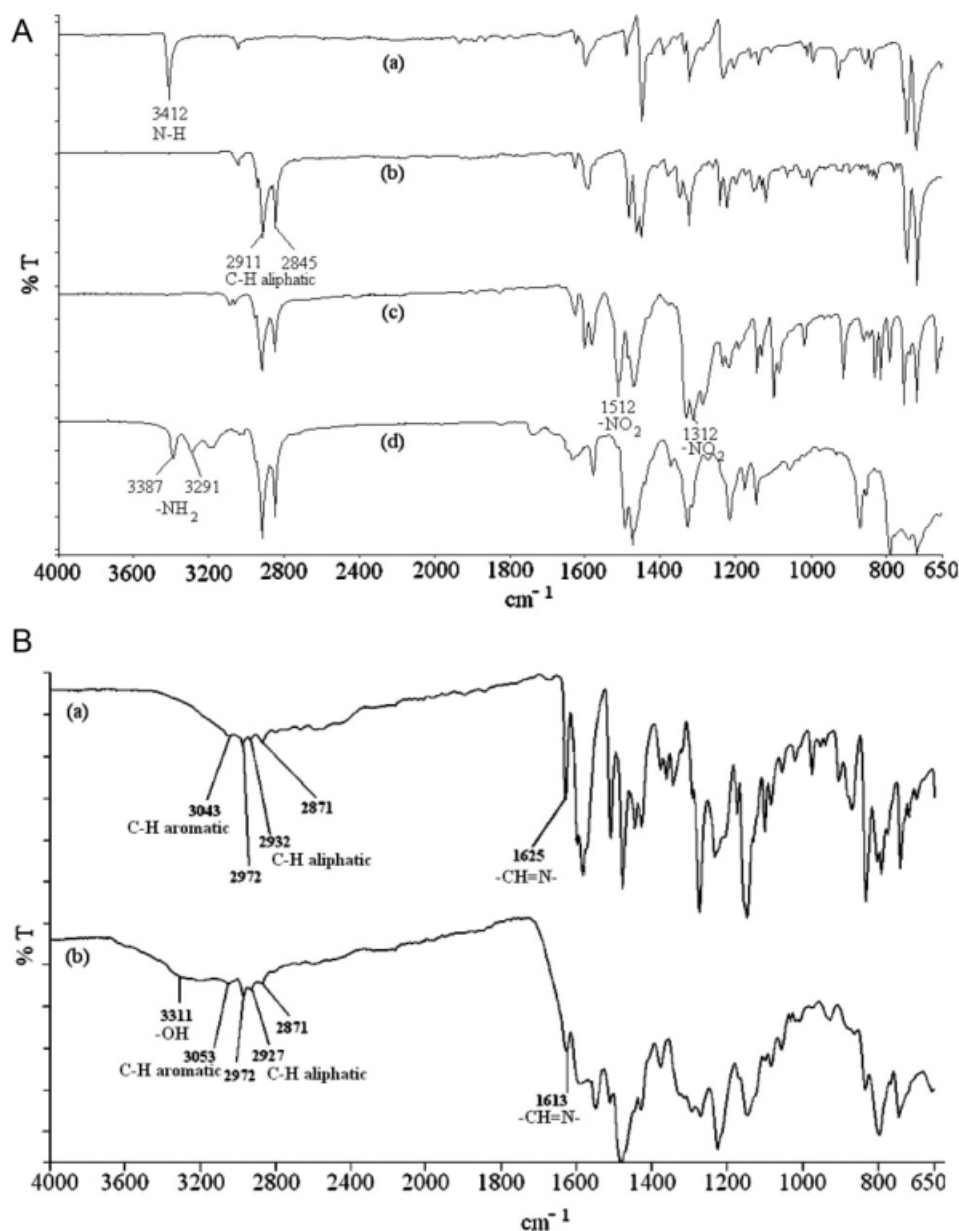 A
(a)
3412
N-H
(b)
2911 2845
C-H aliphatic
% T
(c)
1512
-NO2
1312
-NO2
(d)
3387 3291
-NH2
4000 3600 3200 2800 2400 2000 1800 1600 1400 1200 1000 800 650
cm-1
B
(a)
3043
C-H aromatic
2871
2932
C-H aliphatic
2972
1625
-CH=N-
% T
(b)
3311
-OH
2871
3053
C-H aromatic
2927
C-H aliphatic
2972
1613
-CH=N-
4000 3600 3200 2800 2400 2000 1800 1600 1400 1200 1000 800 650
cm-1